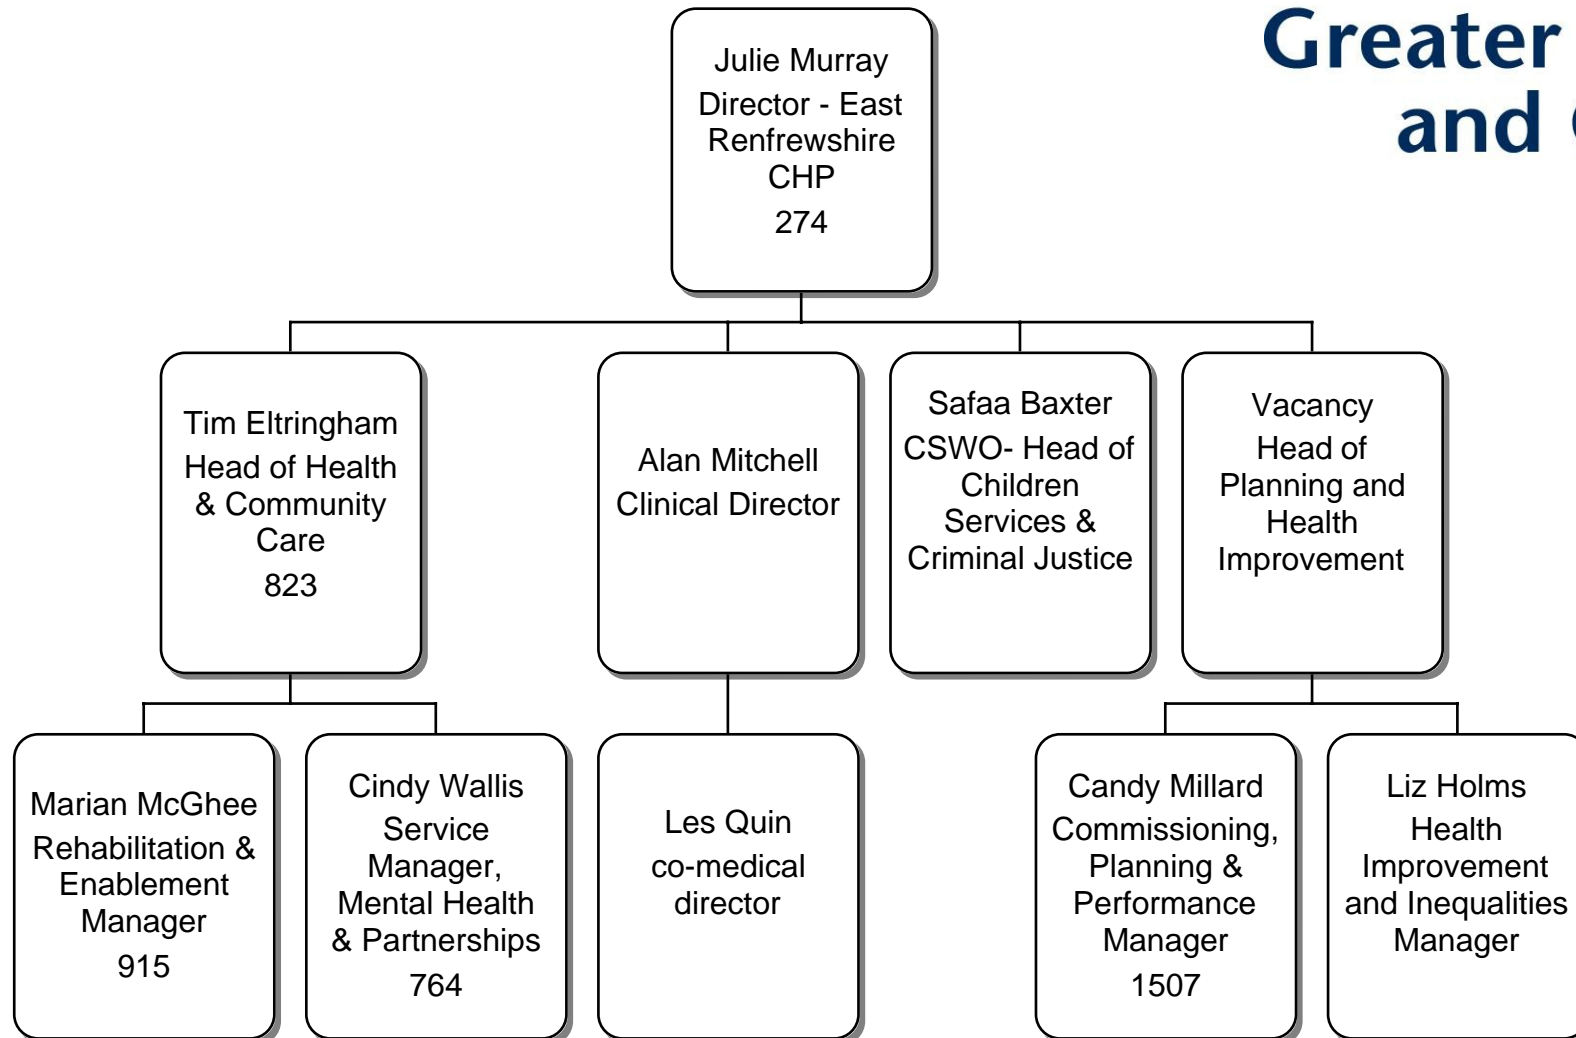 Greater
and
Julie Murray
Director - East
Renfrewshire
CHP
274
Tim Eltringham
Head of Health
& Community
Care
823
Alan Mitchell
Clinical Director
Safaa Baxter
CSWO- Head of
Children
Services &
Criminal Justice
Vacancy
Head of
Planning and
Health
Improvement
Marian McGhee
Rehabilitation &
Enablement
Manager
915
Cindy Wallis
Service
Manager,
Mental Health
& Partnerships
764
Les Quin
co-medical
director
Candy Millard
Commissioning,
Planning &
Performance
Manager
1507
Liz Holms
Health
Improvement
and Inequalities
Manager